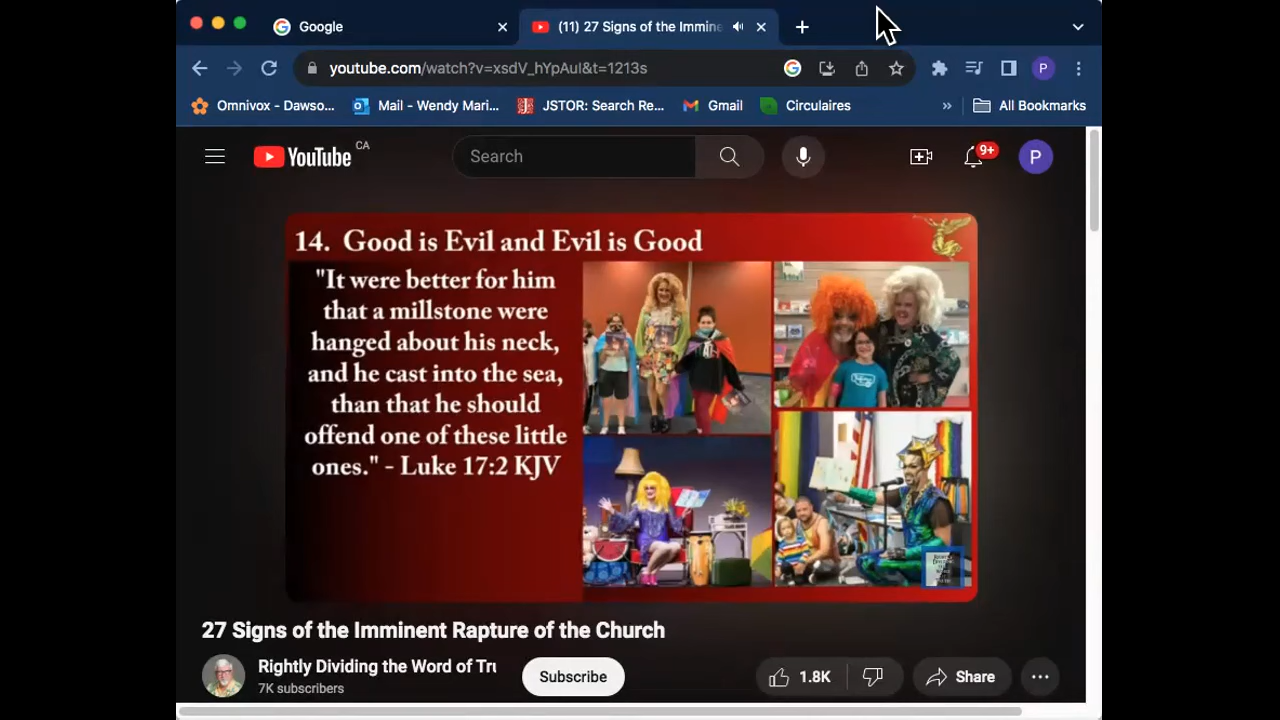 Google
(11) 27 Signs of the Immine
youtube.com/watch?v=xsdV_hYpAuI&t=1213s
P
Omnivox - Dawso...
Mail - Wendy Mari...
JSTOR: Search Re...
Gmail
Circulaires
»
All Bookmarks
YouTube CA
Search
9+
P
14. Good is Evil and Evil is Good
"It were better for him
that a millstone were
hanged about his neck,
and he cast into the sea,
than that he should
offend one of these little
ones." - Luke 17:2 KJV
27 Signs of the Imminent Rapture of the Church
Rightly Dividing the Word of Tru
7K subscribers
Subscribe
1.8K
Share